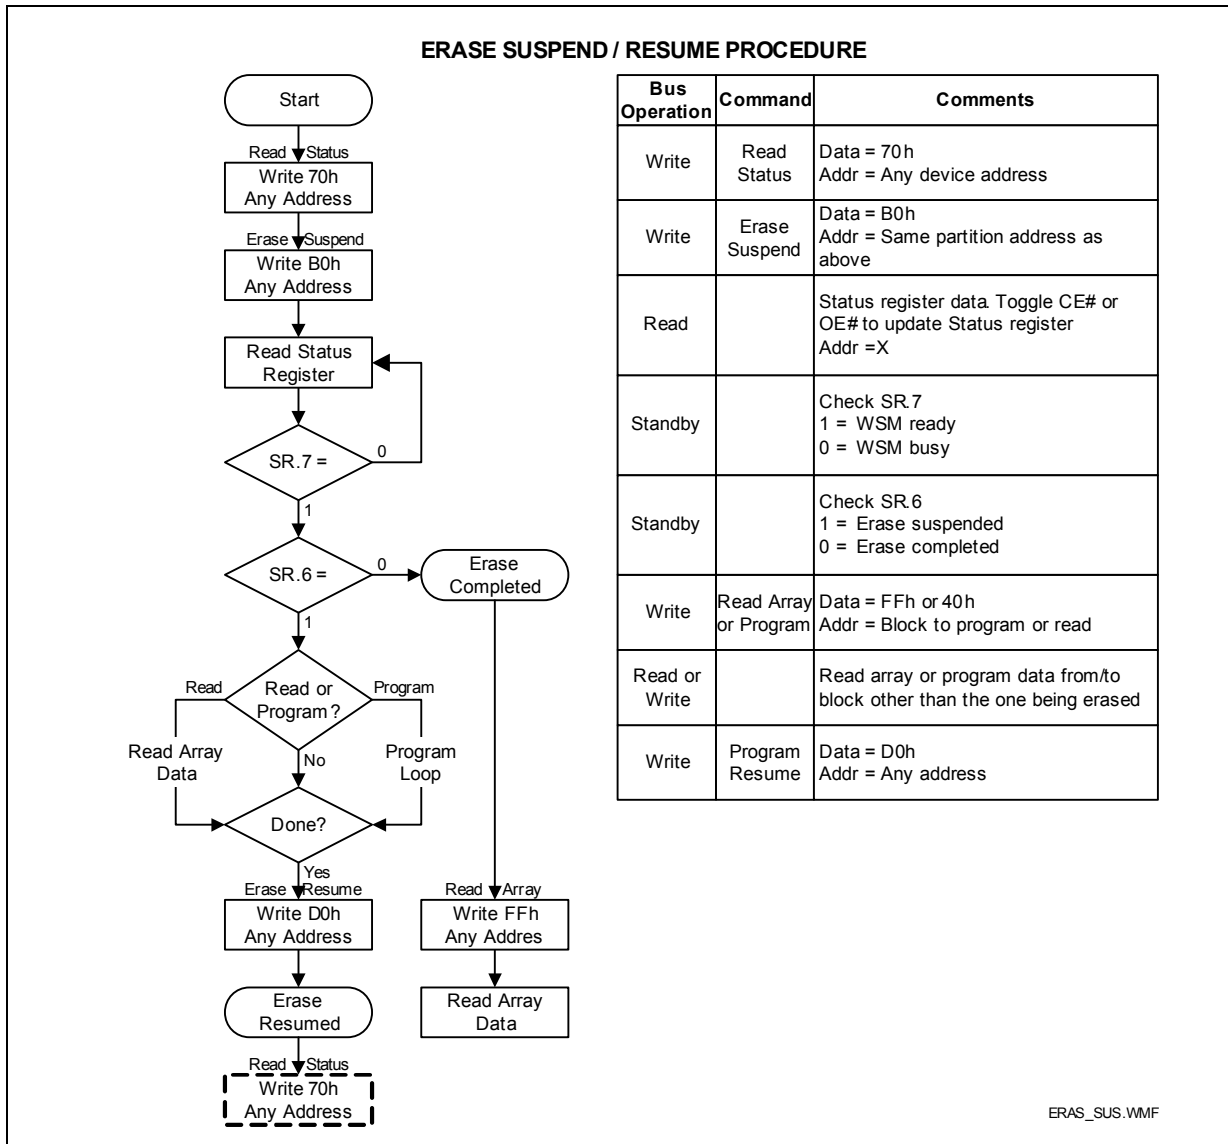 ERASE SUSPEND / RESUME PROCEDURE
Start
Read Status
Write 70h
Any Address
Erase Suspend
Write B0h
Any Address
Read Status
Register
SR.7 =
0
1
SR.6 =
0
Erase
Completed
1
Read
Read or
Program?
Program
Read Array
Data
No
Program
Loop
Done?
Yes
Erase Resume
Write D0h
Any Address
Erase
Resumed
Read Status
Write 70h
Any Address
Read Array
Write FFh
Any Addres
Read Array
Data
Bus
Operation
Command
Comments
Write
Read
Status
Data = 70h
Addr = Any device address
Write
Erase
Suspend
Data = B0h
Addr = Same partition address as
above
Read
Status register data. Toggle CE# or
OE# to update Status register
Addr =X
Standby
Check SR.7
1 = WSM ready
0 = WSM busy
Standby
Check SR.6
1 = Erase suspended
0 = Erase completed
Write
Read Array
or Program
Data = FFh or 40h
Addr = Block to program or read
Read or
Write
Read array or program data from/to
block other than the one being erased
Write
Program
Resume
Data = D0h
Addr = Any address
ERAS_SUS.WMF